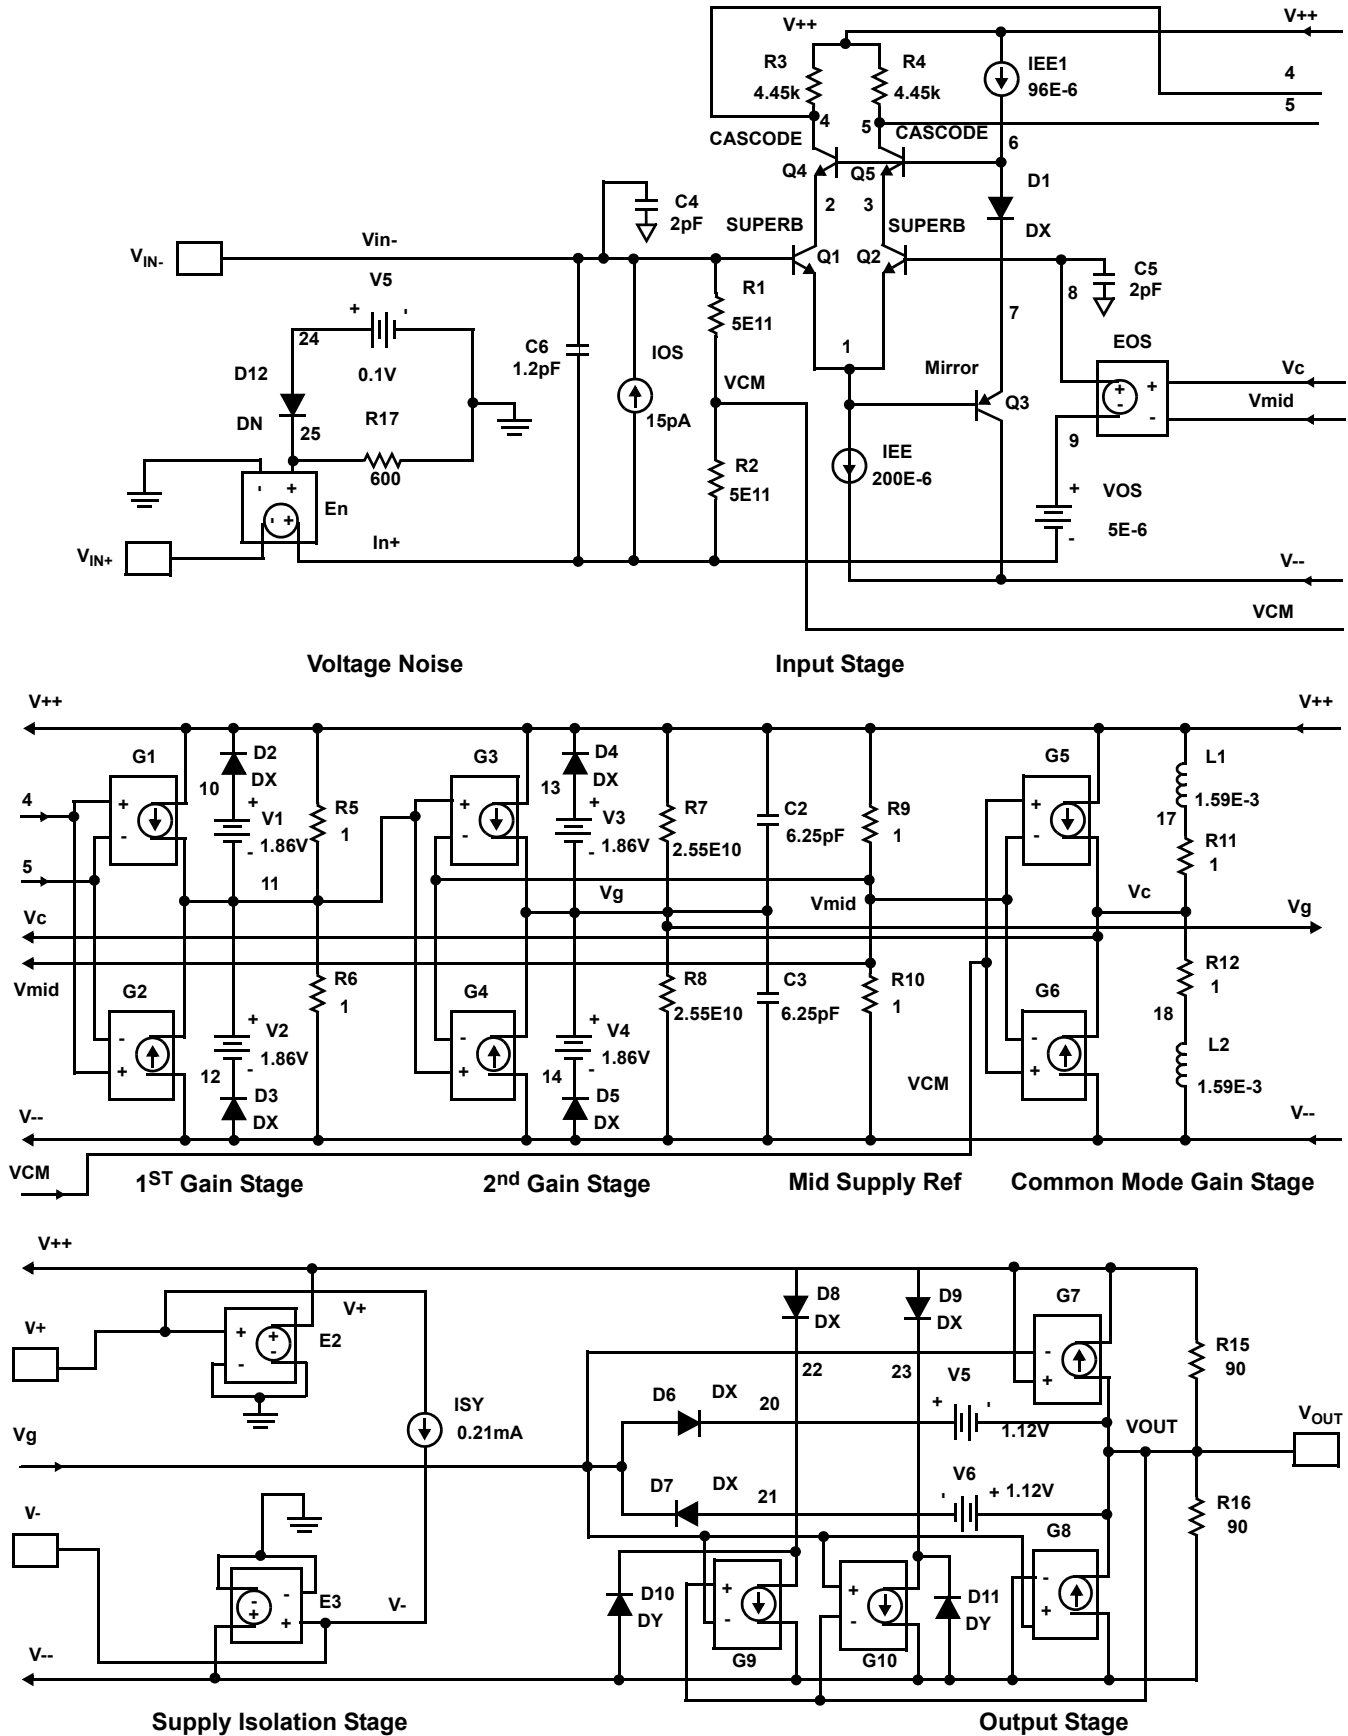 V++
V++
R3
4.45k
R4
4.45k
IEE1
96E-6
4
5
4
5
6
CASCODE
CASCODE
Q4
Q5
D1
DX
C4
2pF
2
3
SUPERB
SUPERB
VIN-
Vin-
Q1
Q2
C5
2pF
8
V5
+ -
24
0.1V
R1
5E11
7
EOS
+ -
+ -
D12
DN
25
R17
600
C6
1.2pF
IOS
15pA
1
VCM
Mirror
Q3
Vc
Vmid
9
- +
- +
En
R2
5E11
IEE
200E-6
+
VOS
5E-6
-
VIN+
In+
V--
VCM
Voltage Noise
Input Stage
V++
V++
G1
+
-
D2
DX
10
+
V1
1.86V
-
R5
1
G3
+
-
D4
DX
13
+
V3
1.86V
-
R7
2.55E10
C2
6.25pF
R9
1
G5
+
-
L1
1.59E-3
17
R11
1
4
5
11
Vg
Vmid
Vc
Vg
Vc
Vmid
G2
-
+
+
V2
1.86V
-
12
D3
DX
R6
1
G4
-
+
+
V4
1.86V
-
14
D5
DX
R8
2.55E10
C3
6.25pF
R10
1
G6
-
+
R12
1
18
L2
1.59E-3
VCM
V--
V--
VCM
1ST Gain Stage
2nd Gain Stage
Mid Supply Ref
Common Mode Gain Stage
V++
V+
V+
+
-
+
-
E2
D8
DX
D9
DX
G7
-
+
R15
90
22
23
ISY
0.21mA
D6
DX
20
V5
+ -
1.12V
VOUT
VOUT
Vg
D7
DX
21
V6
- +
1.12V
R16
90
V-
G8
-
+
-
+
-
+
E3
V-
D10
DY
+
-
G9
+
-
G10
D11
DY
V--
Supply Isolation Stage
Output Stage